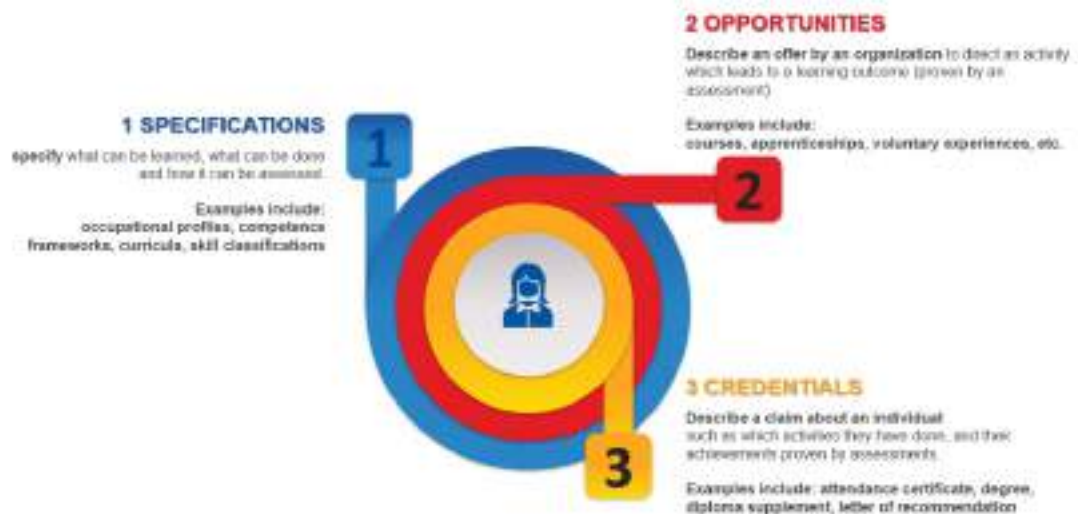 1 SPECIFICATIONS
specify what can be learned, what can be done
and how it can be assessed.
Examples include:
occupational profiles, competence
frameworks, curricula, skill classifications
1
2 OPPORTUNITIES
Describe an offer by an organization to direct an activity
which leads to a learning outcome (proven by an
assessment)
Examples include:
courses, apprenticeships, voluntary experiences, etc.
2
3 CREDENTIALS
Describe a claim about an individual
such as which activities they have done, and their
achievements proven by assessments.
Examples include: attendance certificate, degree,
diploma supplement, letter of recommendation
3